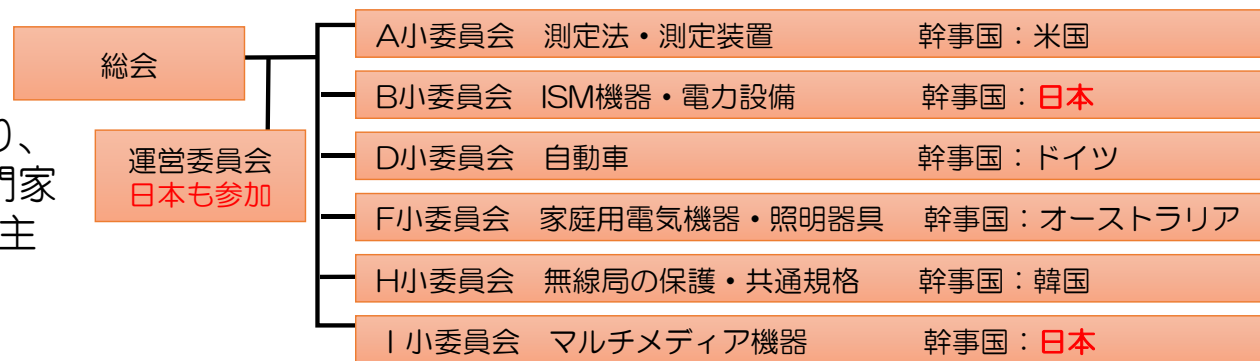 総会
運営委員会
日本も参加
り、
門家
主
A小委員会 測定法・測定装置 幹事国：米国
B小委員会 ISM機器・電力設備 幹事国：日本
D小委員会 自動車 幹事国：ドイツ
F小委員会 家庭用電気機器・照明器具 幹事国：オーストラリア
H小委員会 無線局の保護・共通規格 幹事国：韓国
I小委員会 マルチメディア機器 幹事国：日本